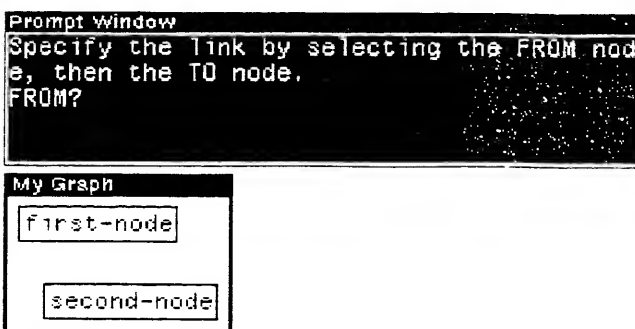 Prompt Window
Specify the link by selecting the FROM nod
e, then the TO node.
FROM?
My Graph
first-node
second-node